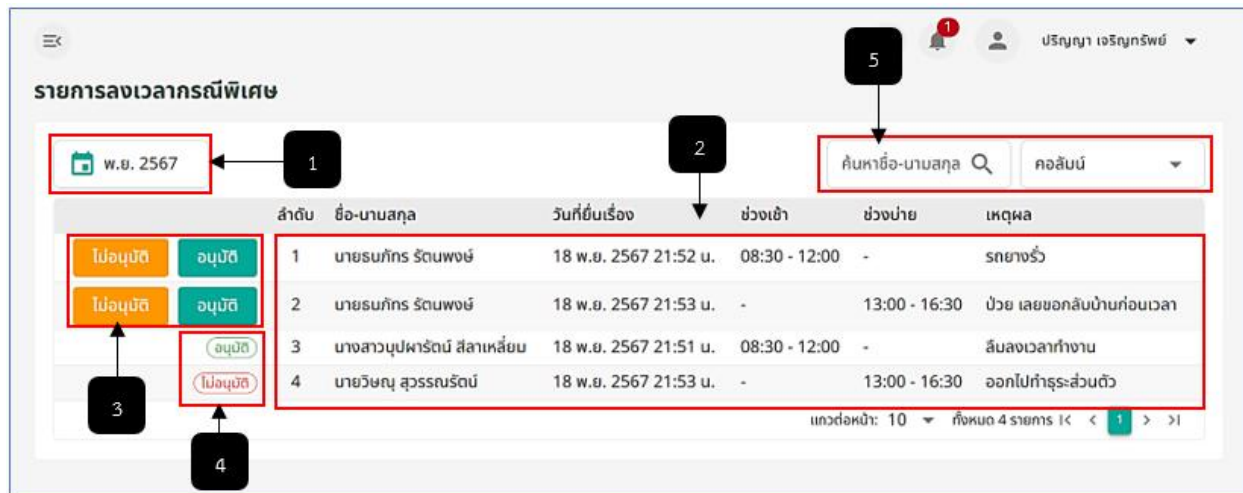 1
ปริญญา เจริญทรัพย์
5
รายการลงเวลากรณีพิเศษ
พ.ย. 2567
1
2
ค้นหาชื่อ-นามสกุล
คอลัมน์
ลำดับ ชื่อ-นามสกุล วันที่ยื่นเรื่อง ช่วงเช้า ช่วงบ่าย เหตุผล
ไม่อนุมัติ อนุมัติ 1 นายธนภัทร รัตนพงษ์ 18 พ.ย. 2567 21:52 น. 08:30 - 12:00 - รถยางรั่ว
ไม่อนุมัติ อนุมัติ 2 นายธนภัทร รัตนพงษ์ 18 พ.ย. 2567 21:53 น. - 13:00 - 16:30 ป่วย เลยขอกลับบ้านก่อนเวลา
อนุมัติ 3 นางสาวบุปผารัตน์ สีลาเหลี่ยม 18 พ.ย. 2567 21:51 น. 08:30 - 12:00 - ลืมลงเวลาทำงาน
ไม่อนุมัติ 4 นายวิษณุ สุวรรณรัตน์ 18 พ.ย. 2567 21:53 น. - 13:00 - 16:30 ออกไปทำธุระส่วนตัว
3
แถวต่อหน้า: 10 ทั้งหมด 4 รายการ |< < 1 > >|
4